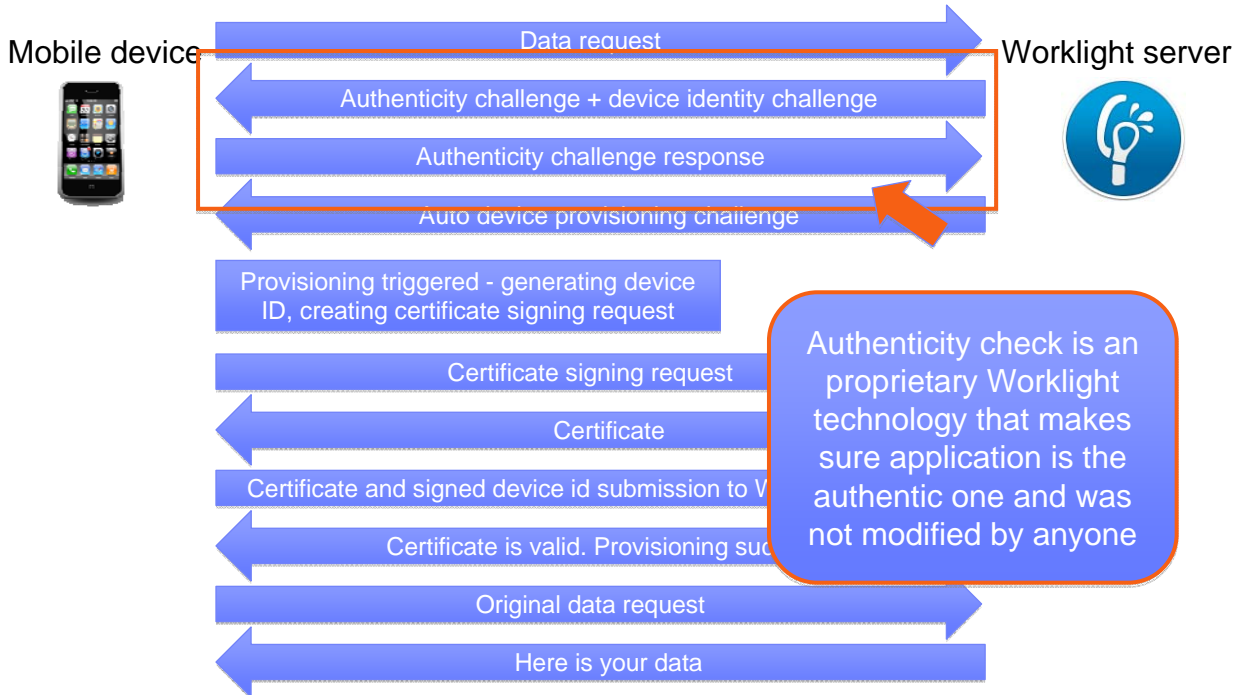 Data request
Mobile device
Worklight server
Authenticity challenge + device identity challenge
Authenticity challenge response
Auto device provisioning challenge
Provisioning triggered - generating device
ID, creating certificate signing request
Certificate signing request
Certificate
Certificate and signed device id submission to W
Certificate is valid. Provisioning suc
Authenticity check is an
proprietary Worklight
technology that makes
sure application is the
authentic one and was
not modified by anyone
Original data request
Here is your data